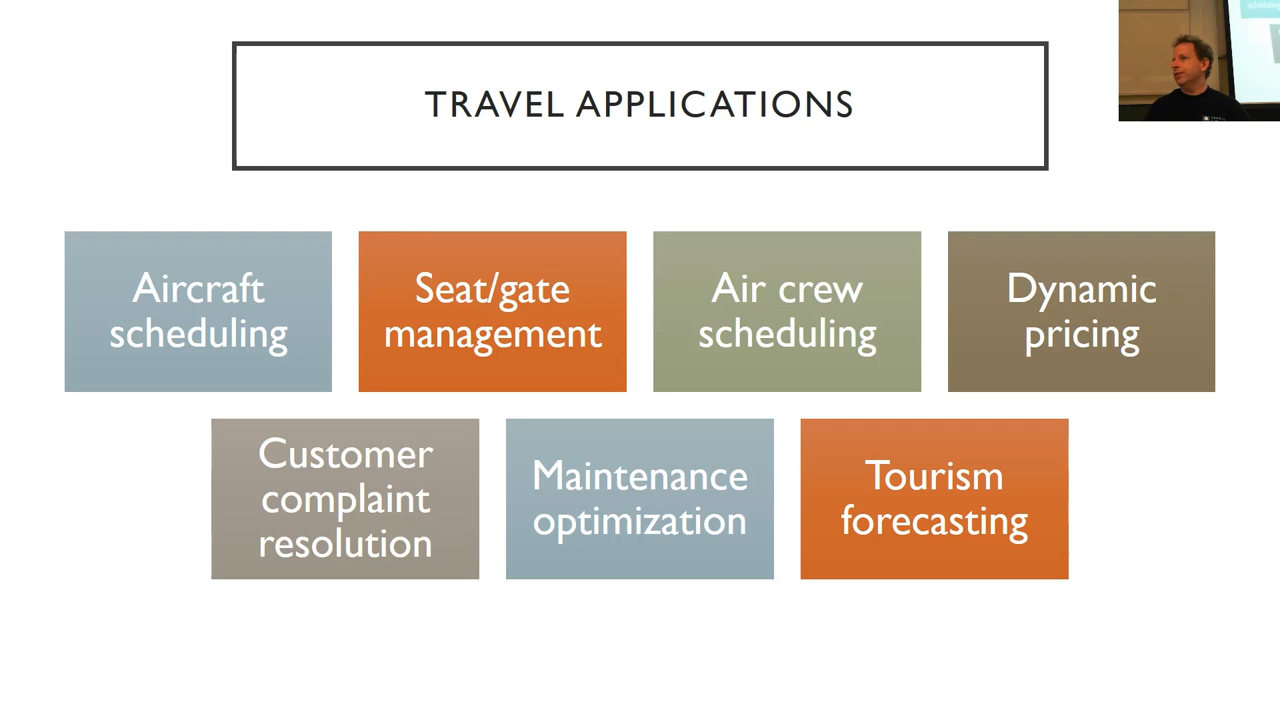 TRAVEL APPLICATIONS
Aircraft
scheduling
Seat/gate
management
Air crew
scheduling
Dynamic
pricing
Customer
complaint
resolution
Maintenance
optimization
Tourism
forecasting
scheduling